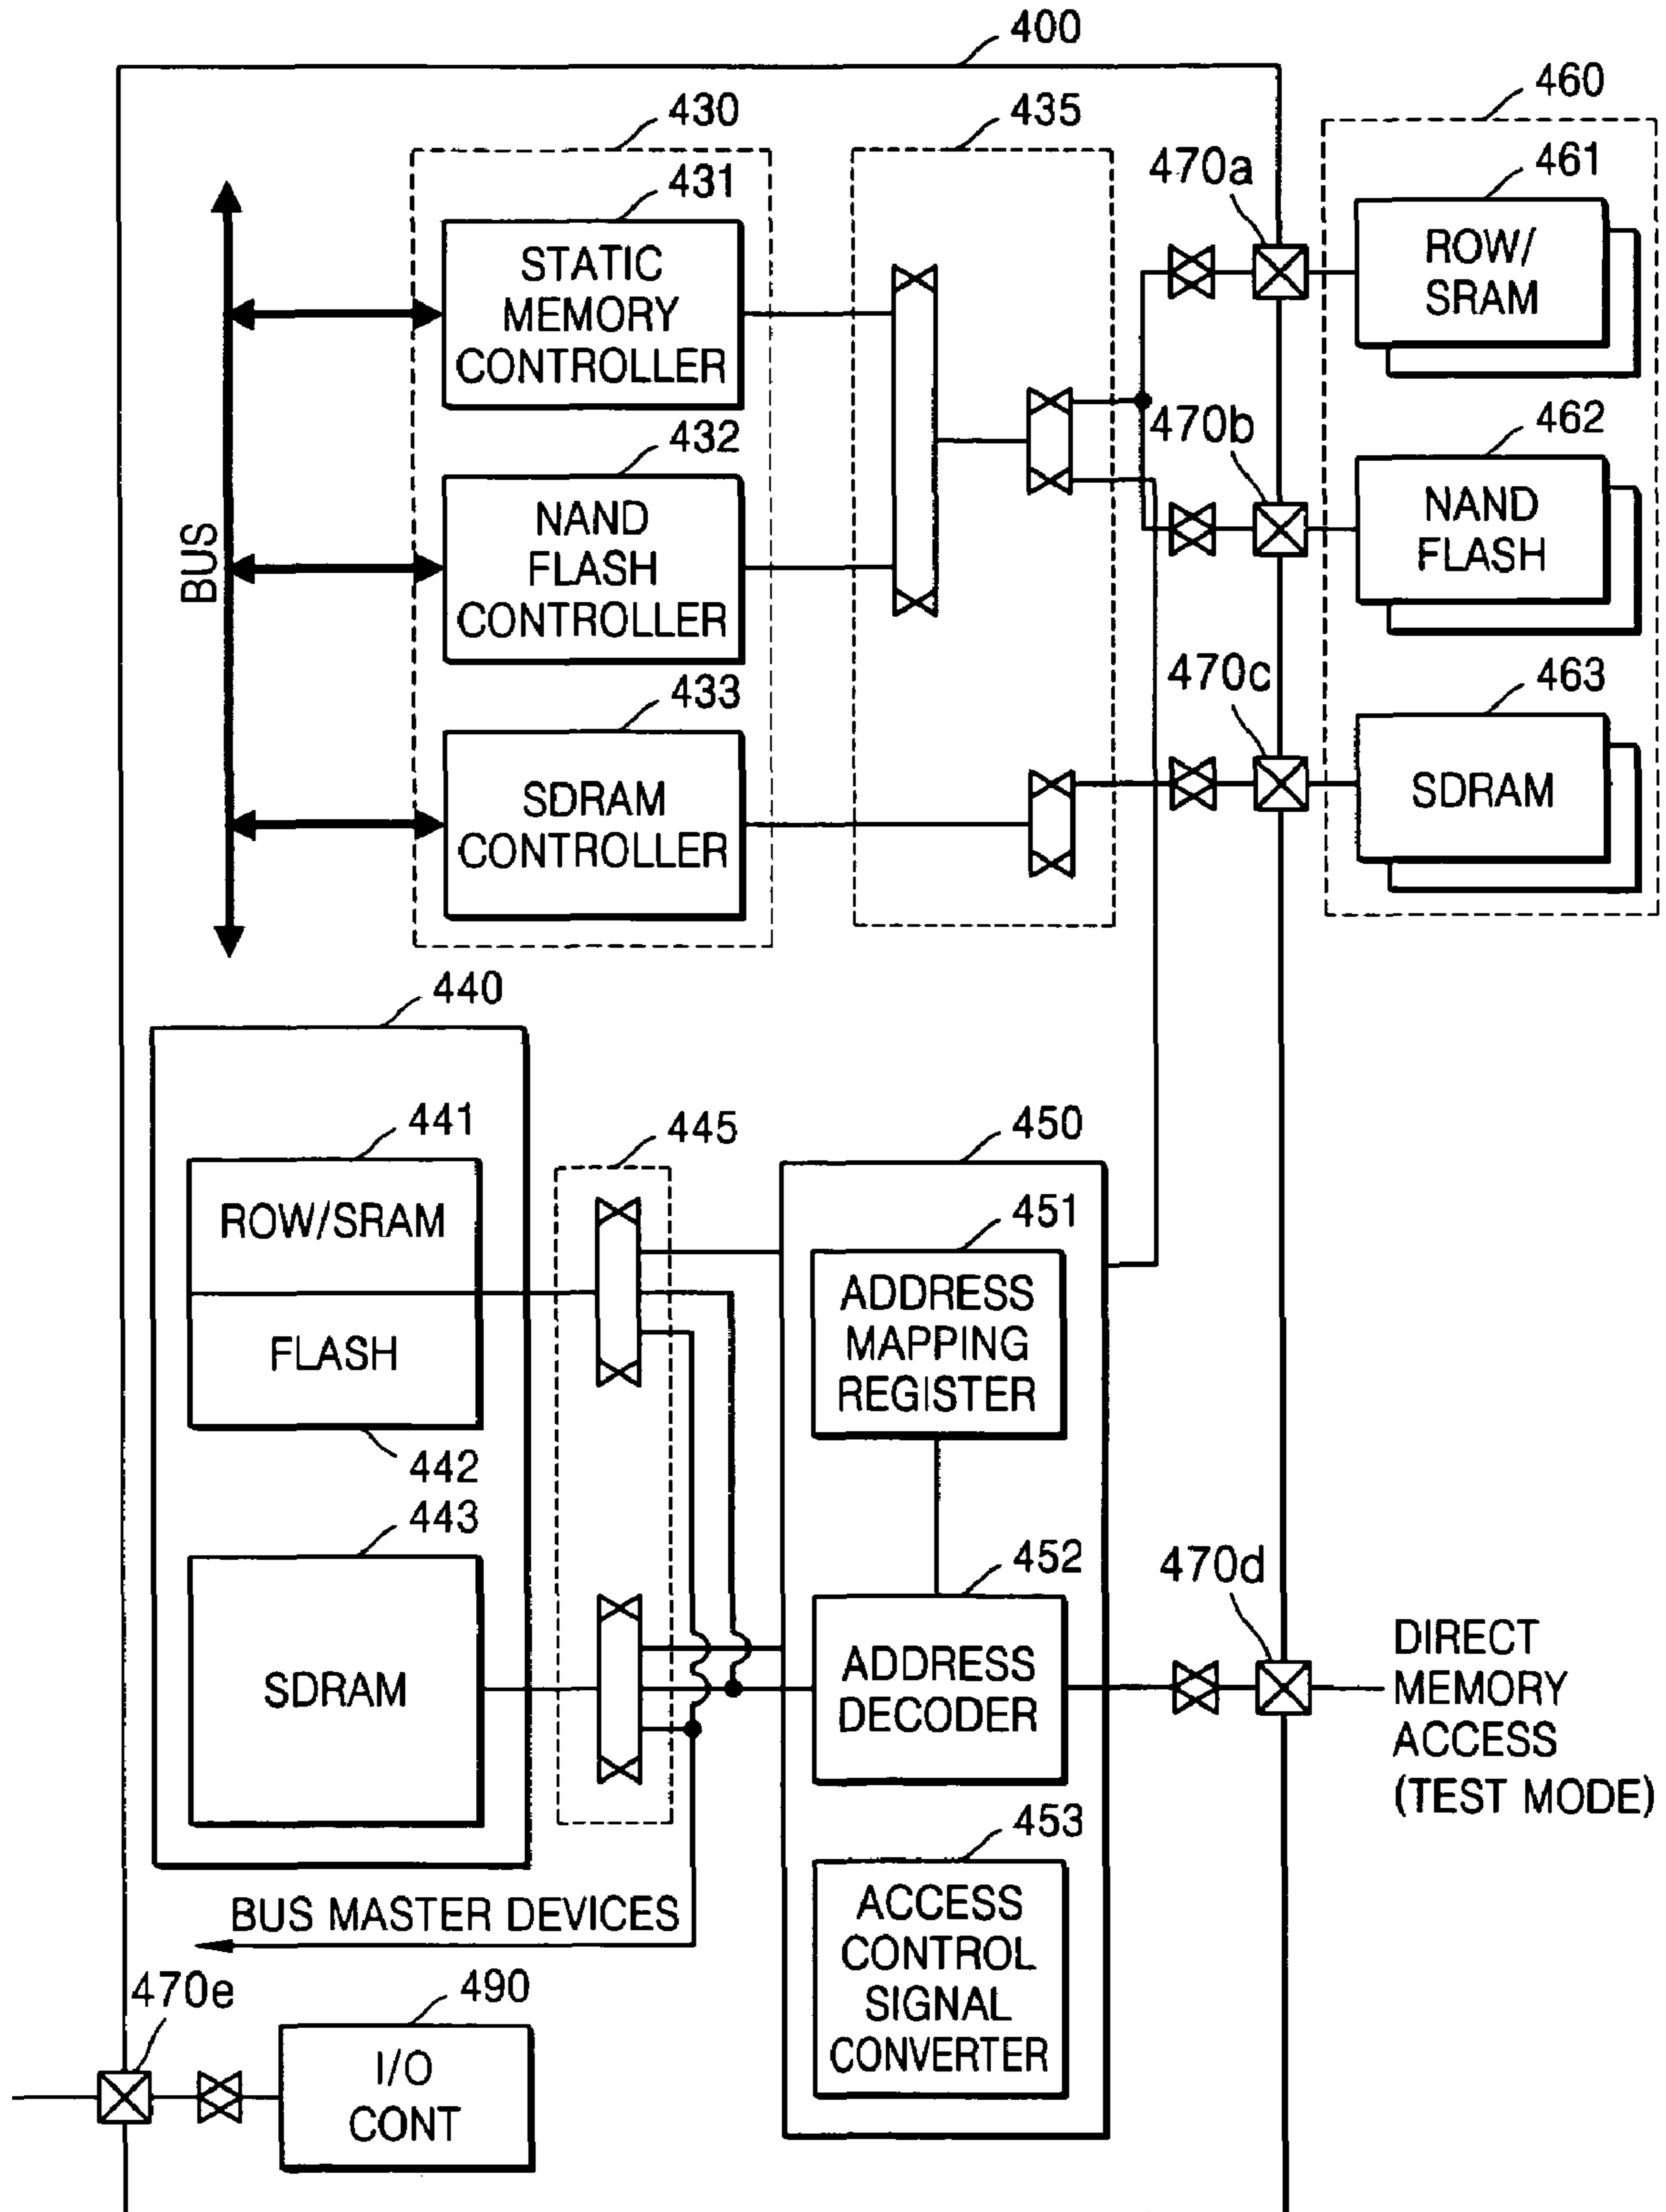 400
430
435
460
431
470a
461
STATIC
MEMORY
CONTROLLER
ROW/
SRAM
432
470b
462
BUS
NAND
FLASH
CONTROLLER
NAND
FLASH
433
470c
463
SDRAM
CONTROLLER
SDRAM
440
441
445
450
ROW/SRAM
451
FLASH
ADDRESS
MAPPING
REGISTER
442
443
452
470d
SDRAM
ADDRESS
DECODER
DIRECT
MEMORY
ACCESS
(TEST MODE)
453
BUS MASTER DEVICES
ACCESS
CONTROL
SIGNAL
CONVERTER
470e
490
I/O
CONT